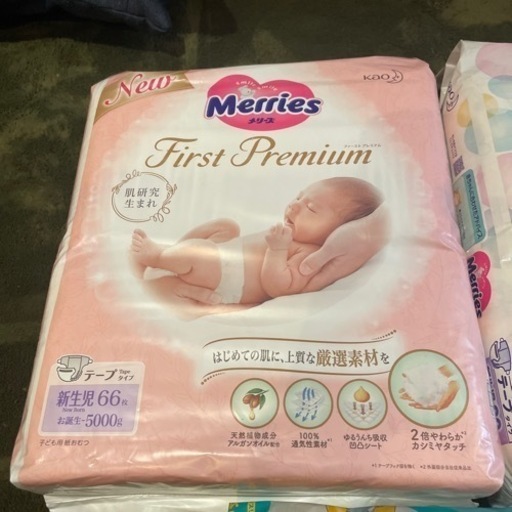 New
Merries
メリーズ
Kao
First Premium
ファースト プレミアム
肌研究
生まれ
はじめての肌に、上質な厳選素材を
テープ Tape タイプ
新生児 66枚
New Born
お誕生~5000g
子ども用 紙おむつ
天然植物成分
アルガンオイル配合
100%
通気性素材*1
ゆるうんち吸収
凹凸シート
2倍やわらか*2
カシミヤタッチ
Merries
テープ